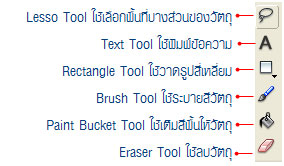 Lesso Tool ใช้เลือกพื้นที่บางส่วนของวัตถุ
Text Tool ใช้พิมพ์ข้อความ
Rectangle Tool ใช้วาดรูปสี่เหลี่ยม
Brush Tool ใช้ระบายสีวัตถุ
Paint Bucket Tool ใช้เติมสีพื้นให้วัตถุ
Eraser Tool ใช้ลบวัตถุ